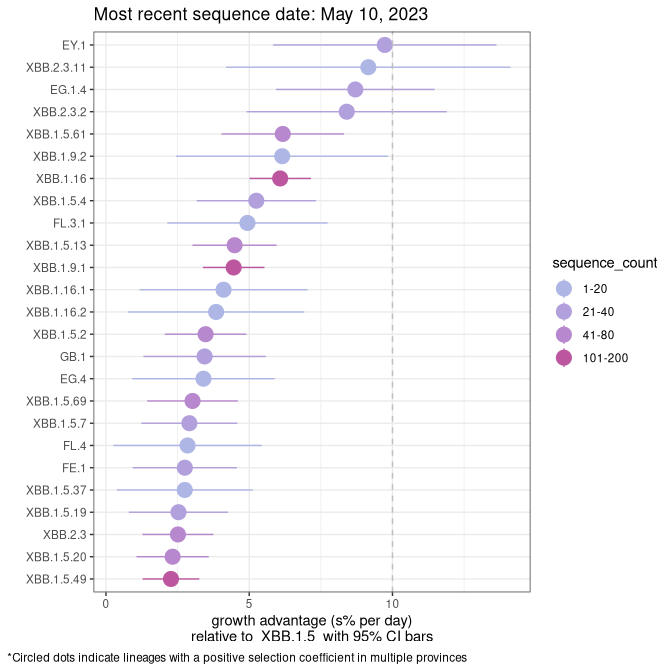 Most recent sequence date: May 10, 2023
EY.1
XBB.2.3.11
EG.1.4
XBB.2.3.2
XBB.1.5.61
XBB.1.9.2
XBB.1.16
XBB.1.5.4
FL.3.1
XBB.1.5.13
XBB.1.9.1
XBB.1.16.1
XBB.1.16.2
XBB.1.5.2
GB.1
EG.4
XBB.1.5.69
XBB.1.5.7
FL.4
FE.1
XBB.1.5.37
XBB.1.5.19
XBB.2.3
XBB.1.5.20
XBB.1.5.49
0 5 10
growth advantage (s% per day)
relative to XBB.1.5 with 95% CI bars
sequence_count
1-20
21-40
41-80
101-200
*Circled dots indicate lineages with a positive selection coefficient in multiple provinces